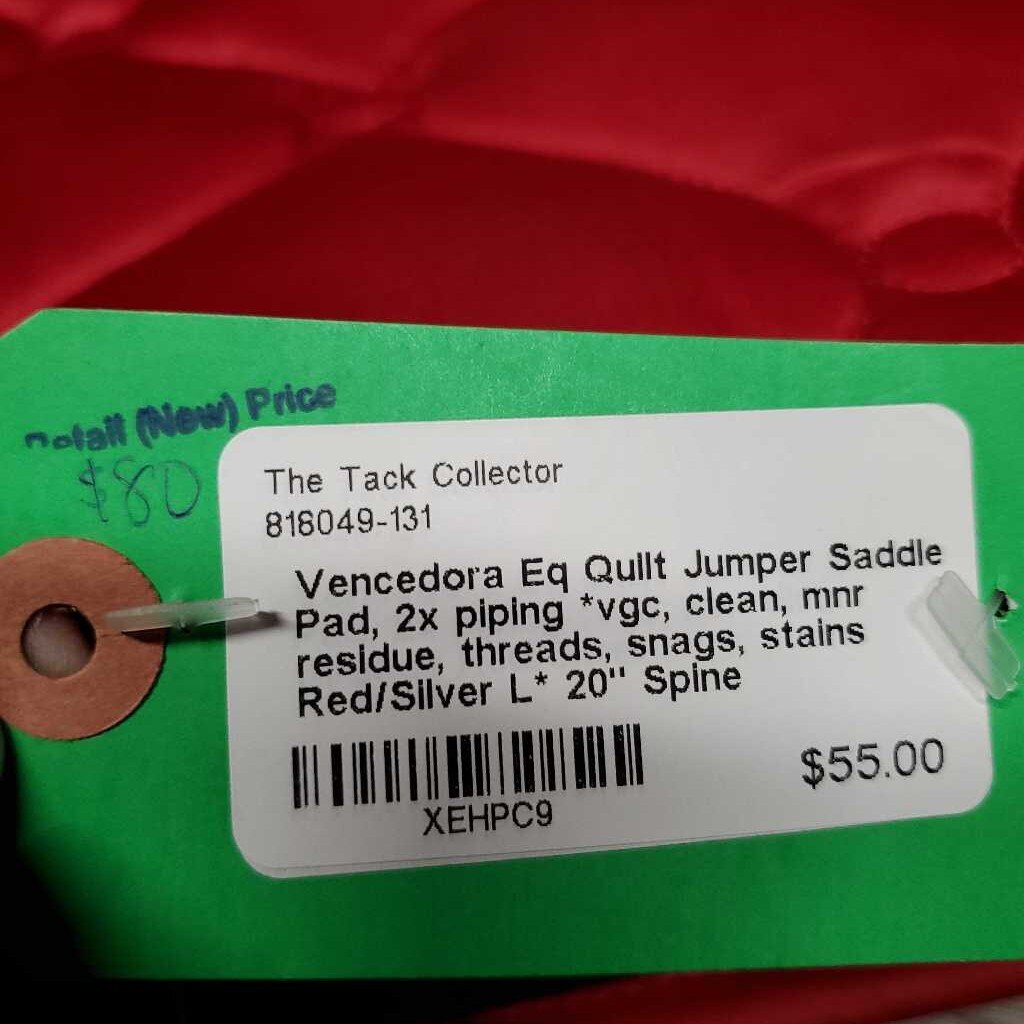 Retail (New) Price
$80
The Tack Collector
818049-131
Vencedora Eq Quilt Jumper Saddle
Pad, 2x piping *vgc, clean, mnr
residue, threads, snags, stains
Red/Silver L* 20" Spine
$55.00
XEHPC9